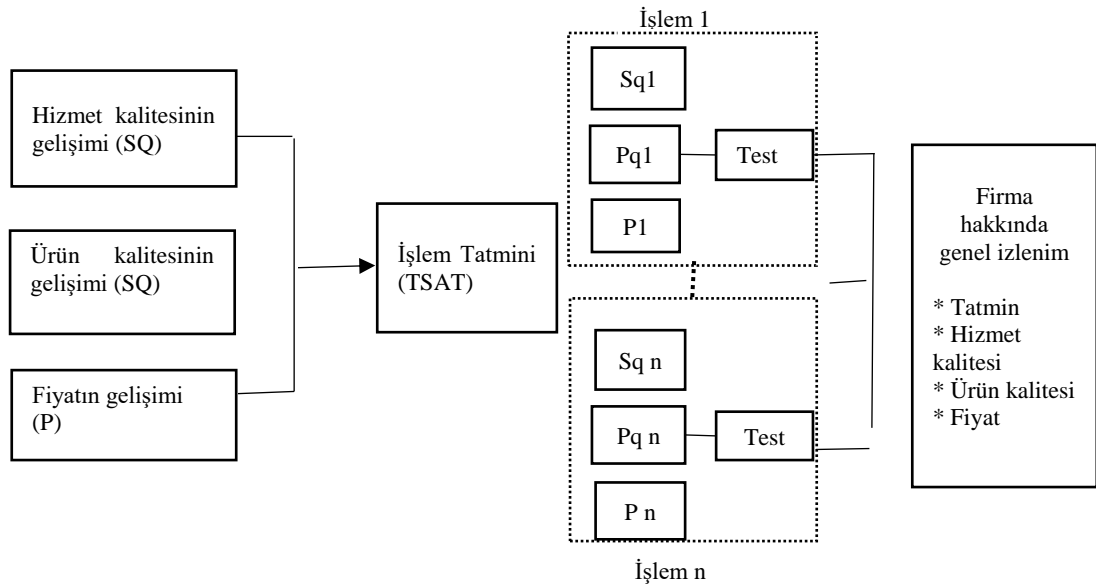 Hizmet kalitesinin
gelişimi (SQ)
Ürün kalitesinin
gelişimi (SQ)
Fiyatın gelişimi
(P)
İşlem Tatmini
(TSAT)
İşlem 1
Sq1
Pq1
Test
P1
Sq n
Pq n
Test
P n
İşlem n
Firma
hakkında
genel izlenim
* Tatmin
* Hizmet
kalitesi
* Ürün kalitesi
* Fiyat